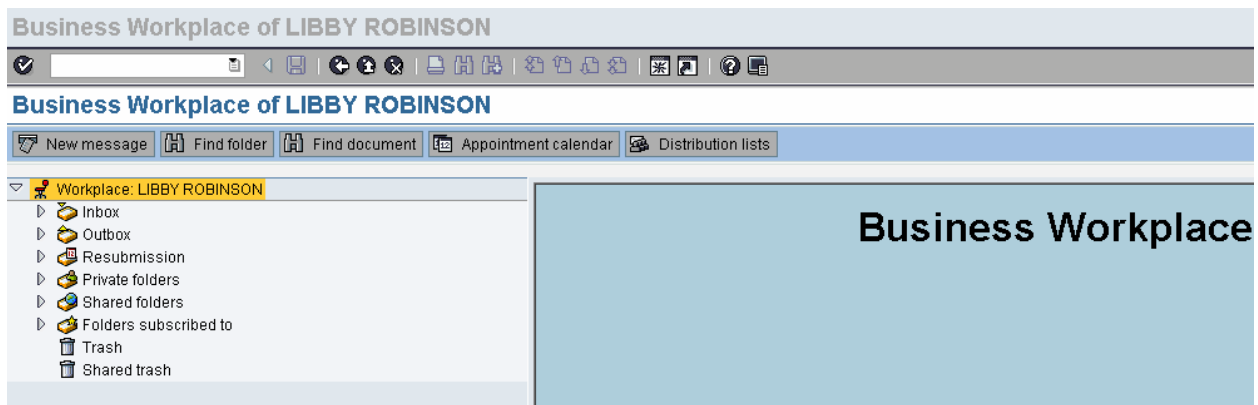 Business Workplace of LIBBY ROBINSON
Business Workplace of LIBBY ROBINSON
New message Find folder Find document 12 Appointment calendar Distribution lists
Workplace: LIBBY ROBINSON
Inbox
Outbox
Resubmission
Private folders
Shared folders
Folders subscribed to
Trash
Shared trash
Business Workplace